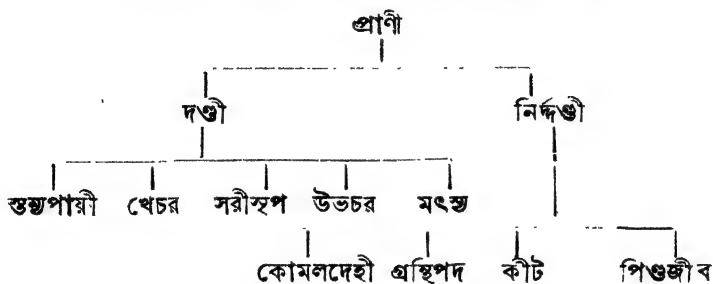 প্রাণী
দণ্ডী নির্দ্দণ্ডী
স্তন্যপায়ী খেচর সরীসৃপ উভচর মৎস্য
কোমলদেহী গ্রন্থিপদ কীট পিণ্ডজীব